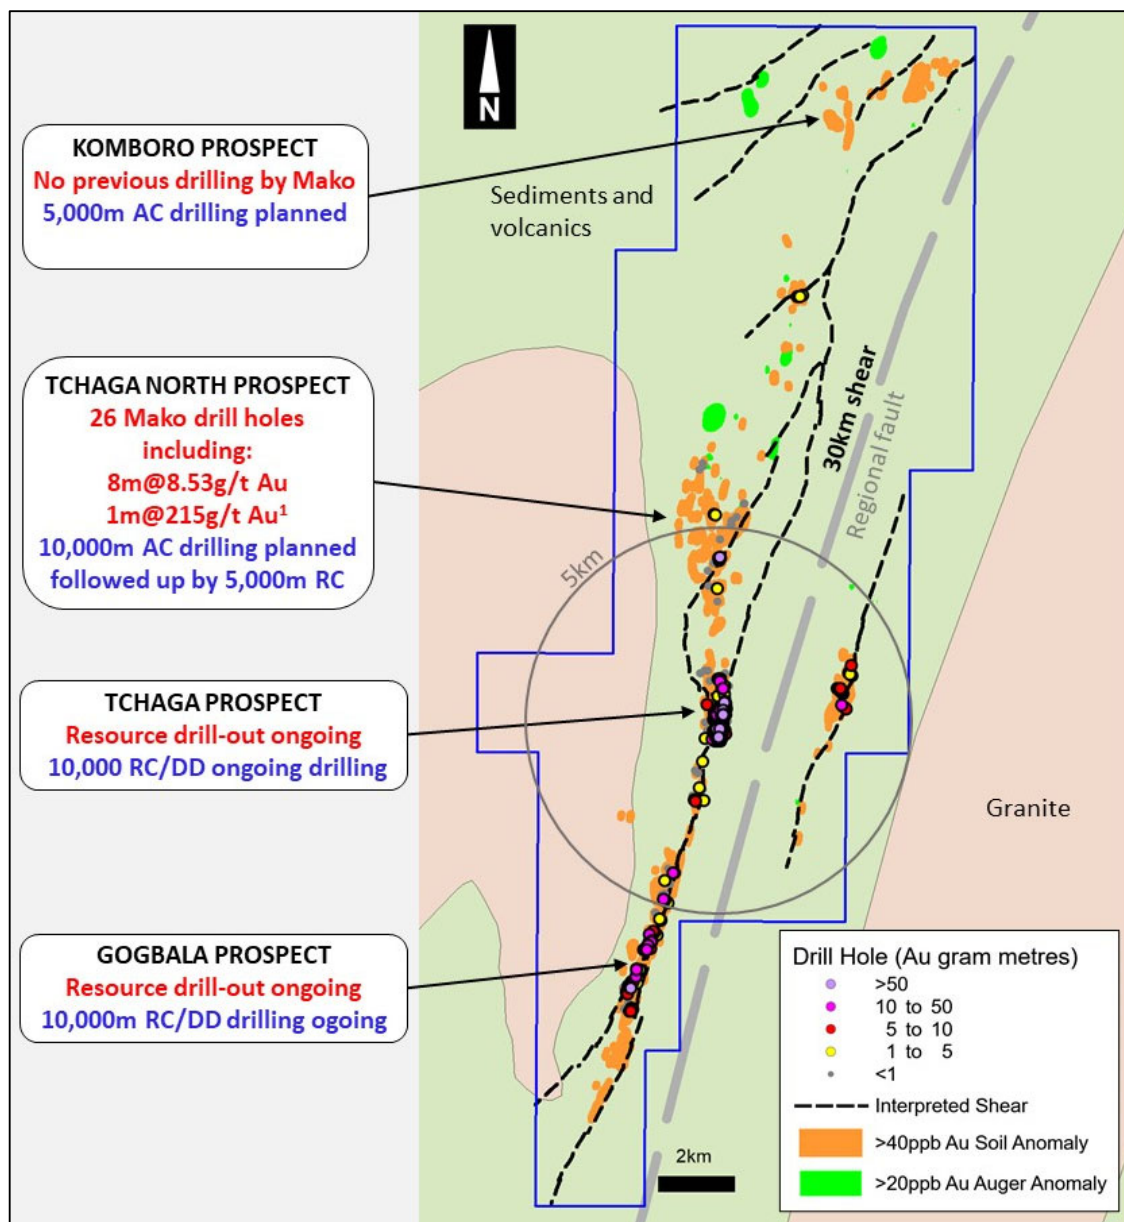 N
KOMBORO PROSPECT
No previous drilling by Mako
5,000m AC drilling planned
Sediments and
volcanics
TCHAGA NORTH PROSPECT
26 Mako drill holes
including:
8m@8.53g/t Au
1m@215g/t Au¹
10,000m AC drilling planned
followed up by 5,000m RC
30km shear
Regional fault
5km
TCHAGA PROSPECT
Resource drill-out ongoing
10,000 RC/DD ongoing drilling
Granite
GOGBALA PROSPECT
Resource drill-out ongoing
10,000m RC/DD drilling ogoing
2km
Drill Hole (Au gram metres)
>50
10 to 50
5 to 10
1 to 5
<1
Interpreted Shear
>40ppb Au Soil Anomaly
>20ppb Au Auger Anomaly